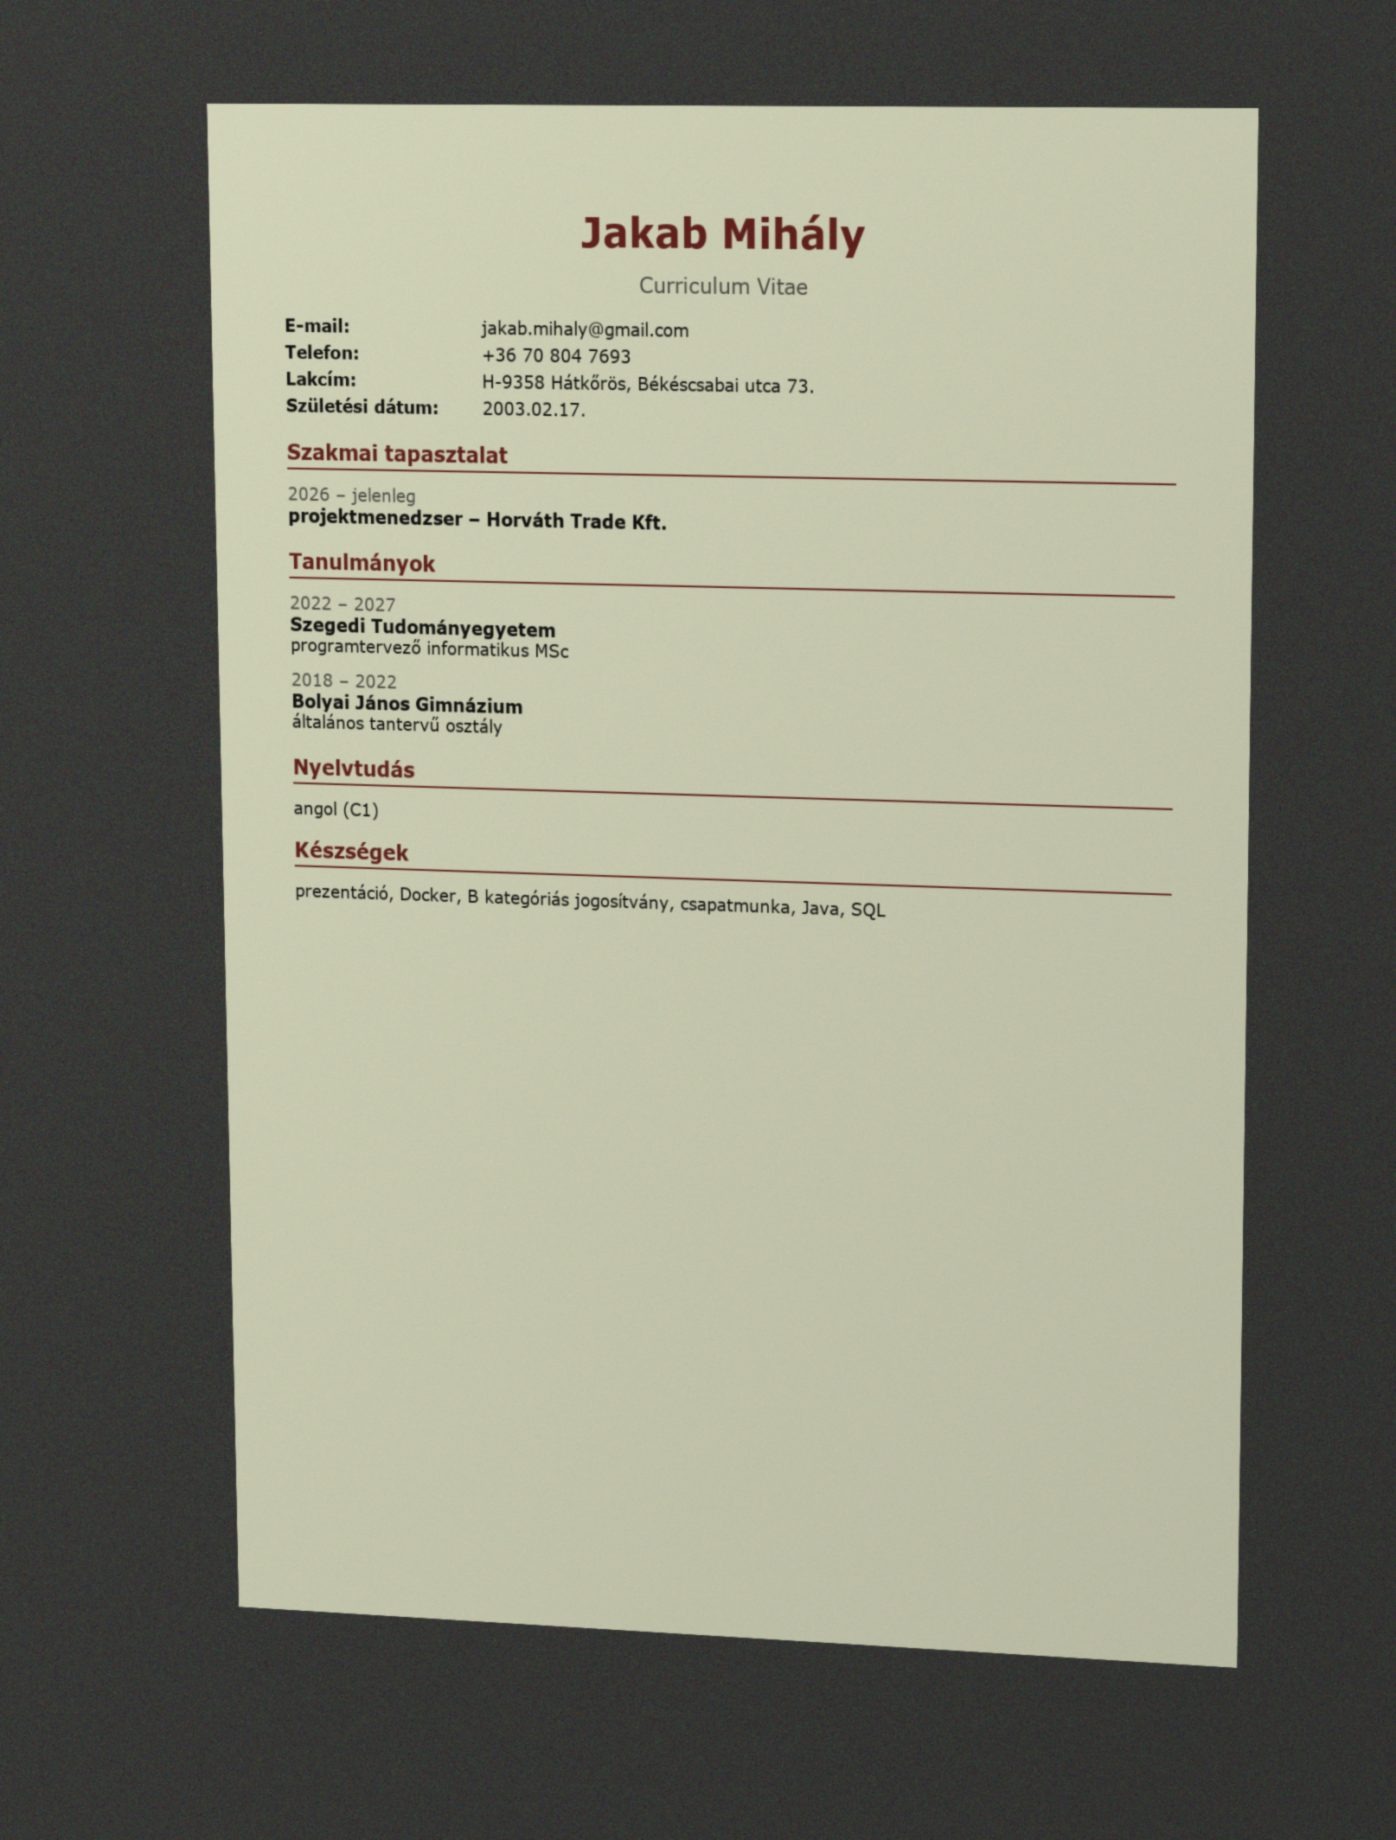 Jakab Mihály
Curriculum Vitae
E-mail: jakab.mihaly@gmail.com
Telefon: +36 70 804 7693
Lakcím: H-9358 Hátkőrös, Békéscsabai utca 73.
Születési dátum: 2003.02.17.
Szakmai tapasztalat
2026 – jelenleg
projektmenedzser – Horváth Trade Kft.
Tanulmányok
2022 – 2027
Szegedi Tudományegyetem
programtervező informatikus MSc
2018 – 2022
Bolyai János Gimnázium
általános tantervű osztály
Nyelvtudás
angol (C1)
Készségek
prezentáció, Docker, B kategóriás jogosítvány, csapatmunka, Java, SQL